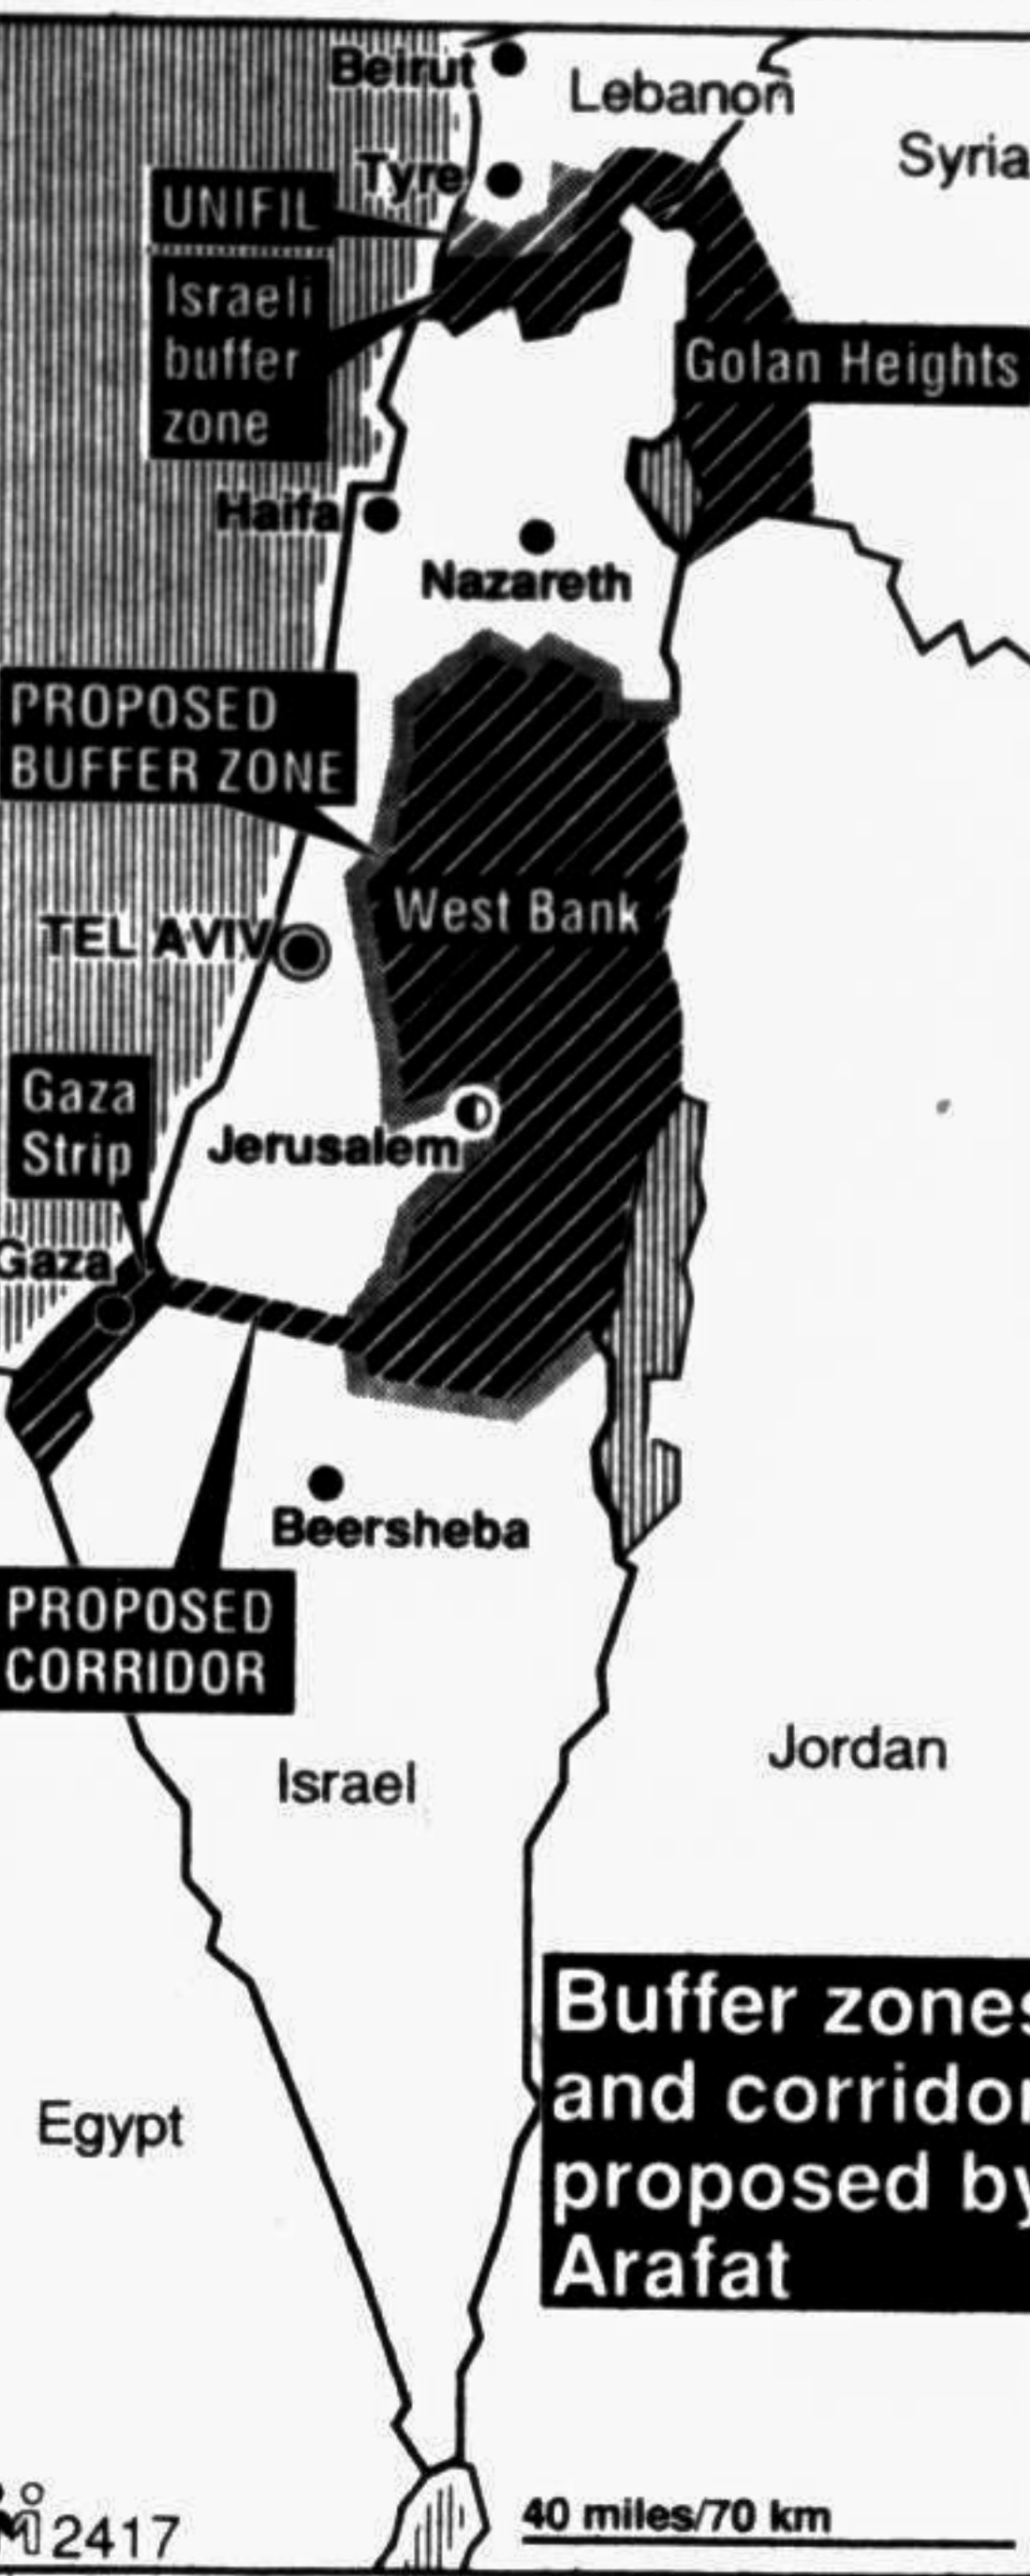 Beirut
Lebanon
Syria
Tyre
UNIFIL
Israeli
buffer
zone
Golan Heights
Haifa
Nazareth
PROPOSED
BUFFER ZONE
West Bank
TEL AVIV
Gaza
Strip
Jerusalem
Gaza
Beersheba
PROPOSED
CORRIDOR
Israel
Jordan
Buffer zones
and corridor
proposed by
Arafat
Egypt
40 miles/70 km
2417